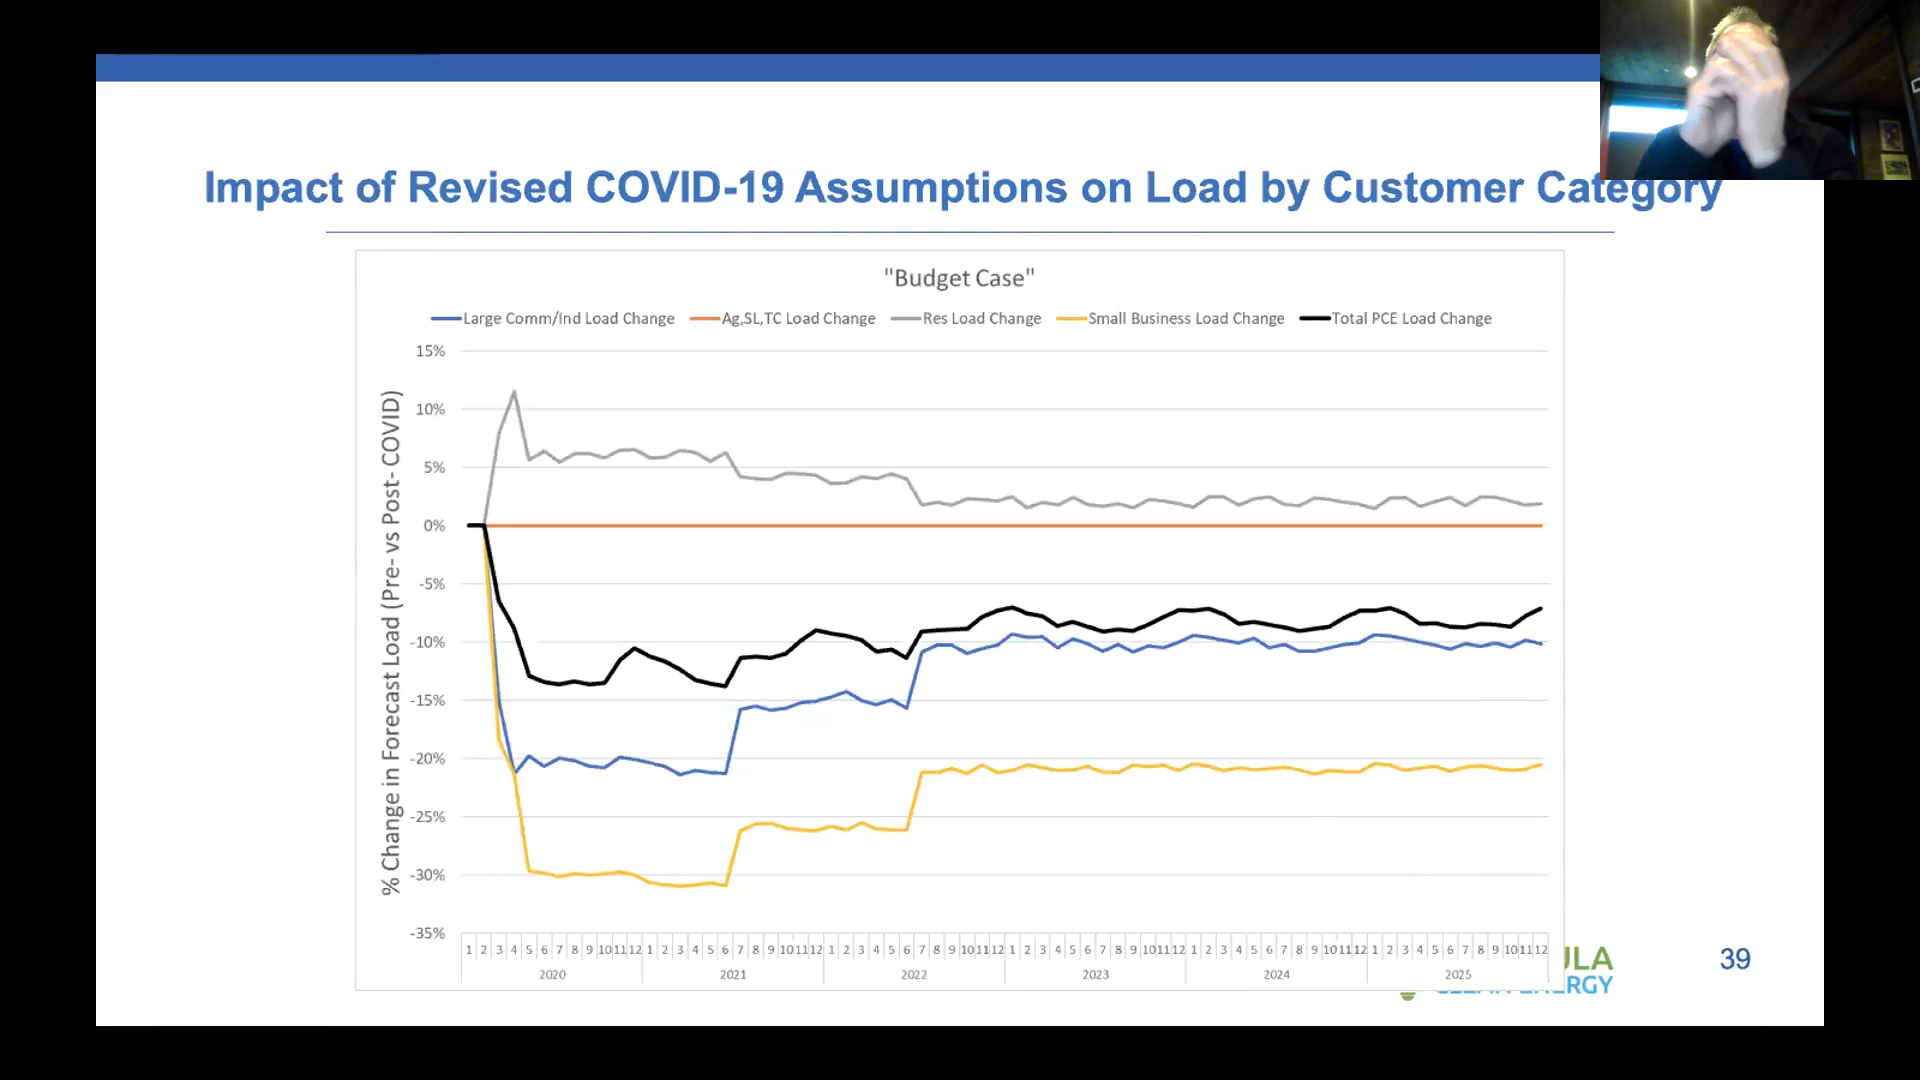 Impact of Revised COVID-19 Assumptions on Load by Customer Category
"Budget Case"
Large Comm/Ind Load Change Ag,SL,TC Load Change Res Load Change Small Business Load Change Total PCE Load Change
% Change in Forecast Load (Pre- vs Post- COVID)
15%
10%
5%
0%
-5%
-10%
-15%
-20%
-25%
-30%
-35%
1 2 3 4 5 6 7 8 9 10 11 12 1 2 3 4 5 6 7 8 9 10 11 12 1 2 3 4 5 6 7 8 9 10 11 12 1 2 3 4 5 6 7 8 9 10 11 12 1 2 3 4 5 6 7 8 9 10 11 12 1 2 3 4 5 6 7 8 9 10 11 12
2020 2021 2022 2023 2024 2025
ULA
CLEAN ENERGY
39